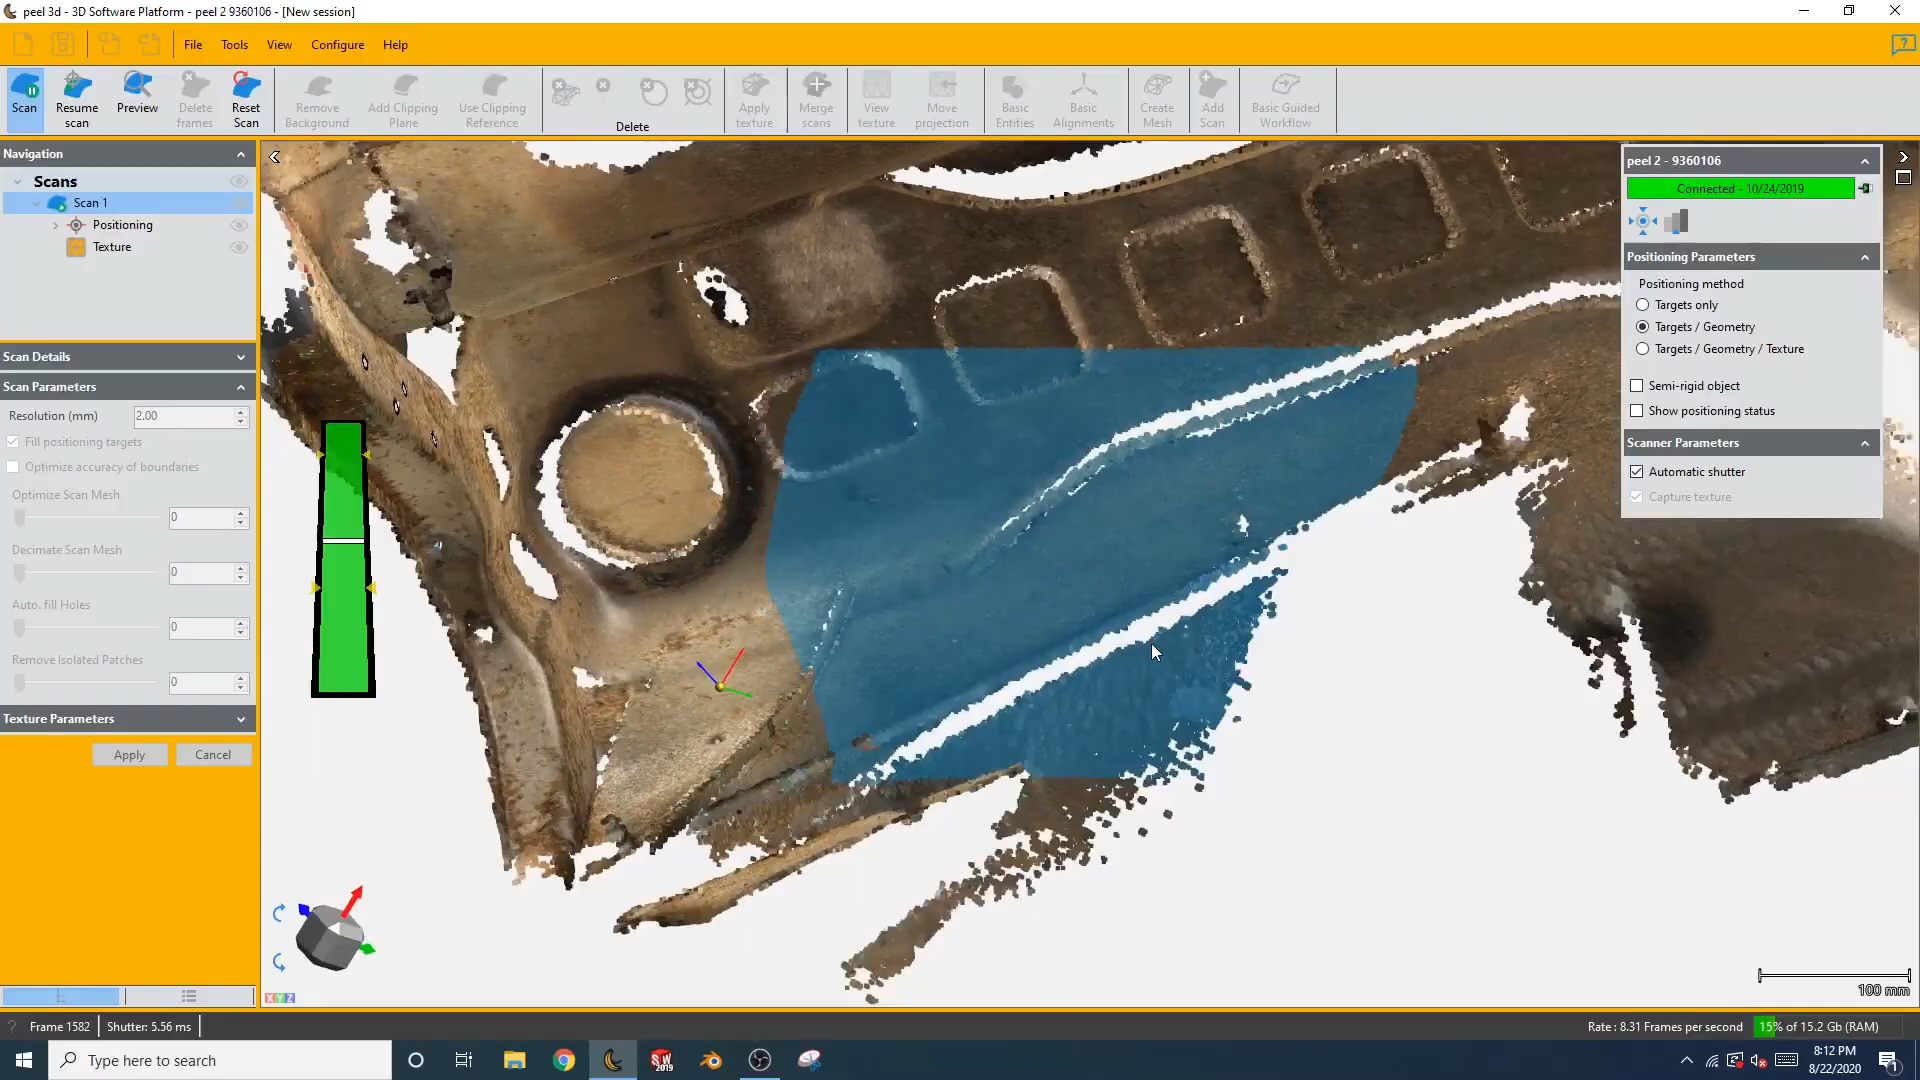 peel 3d - 3D Software Platform - peel 2 9360106 - [New session]
File Tools View Configure Help
Scan
Resume scan
Preview
Delete frames
Reset Scan
Remove Background
Add Clipping Plane
Use Clipping Reference
Delete
Apply texture
Merge scans
View texture
Move projection
Basic Entities
Basic Alignments
Create Mesh
Add Scan
Basic Guided Workflow
Navigation
Scans
Scan 1
Positioning
Texture
Scan Details
Scan Parameters
Resolution (mm) 2.00
Fill positioning targets
Optimize accuracy of boundaries
Optimize Scan Mesh
0
Decimate Scan Mesh
0
Auto. fill Holes
0
Remove Isolated Patches
0
Texture Parameters
Apply Cancel
peel 2 - 9360106
Connected - 10/24/2019
Positioning Parameters
Positioning method
Targets only
Targets / Geometry
Targets / Geometry / Texture
Semi-rigid object
Show positioning status
Scanner Parameters
Automatic shutter
Capture texture
XYZ
100 mm
? Frame 1582 Shutter: 5.56 ms
Rate : 8.31 Frames per second 15% of 15.2 Gb (RAM)
Type here to search
SW 2019
8:12 PM
8/22/2020
1